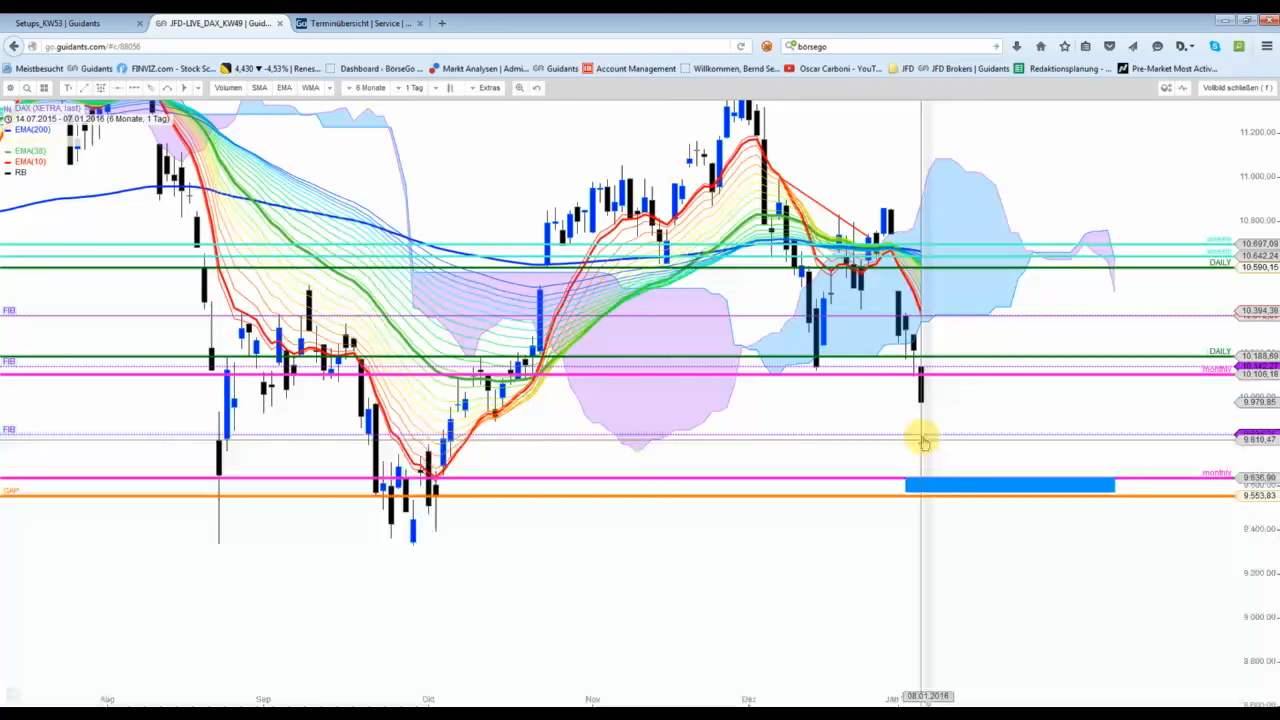 Setups_KW53 | Guidants
JFD-LIVE_DAX_KW49 | Guid...
Terminübersicht | Service | ...
go.guidants.com/#c/88056
börsego
Meistbesucht
Guidants
FINVIZ.com - Stock Sc...
4,430 ▼ -4,53% | Renes...
Dashboard - BörseGo ...
Markt Analysen | Admi...
Guidants
Account Management
Willkommen, Bernd Se...
Oscar Carboni - YouT...
JFD
JFD Brokers | Guidants
Redaktionsplanung - ...
Pre-Market Most Activ...
Volumen
SMA
EMA
WMA
6 Monate
1 Tag
Extras
Vollbild schließen ( f )
DAX (XETRA, last)
14.07.2015 - 07.01.2016 (6 Monate, 1 Tag)
EMA(200)
EMA(38)
EMA(10)
RB
11.200,00
11.000,00
10.800,00
10.697,09
10.642,24
DAILY
10.590,15
FIB
10.394,38
DAILY
10.188,69
FIB
monthly
10.106,18
9.979,85
FIB
9.810,47
monthly
GAP
9.553,83
9.400,00
9.200,00
9.000,00
8.800,00
Aug
Sep
Okt
Nov
Dez
Jan
08.01.2016